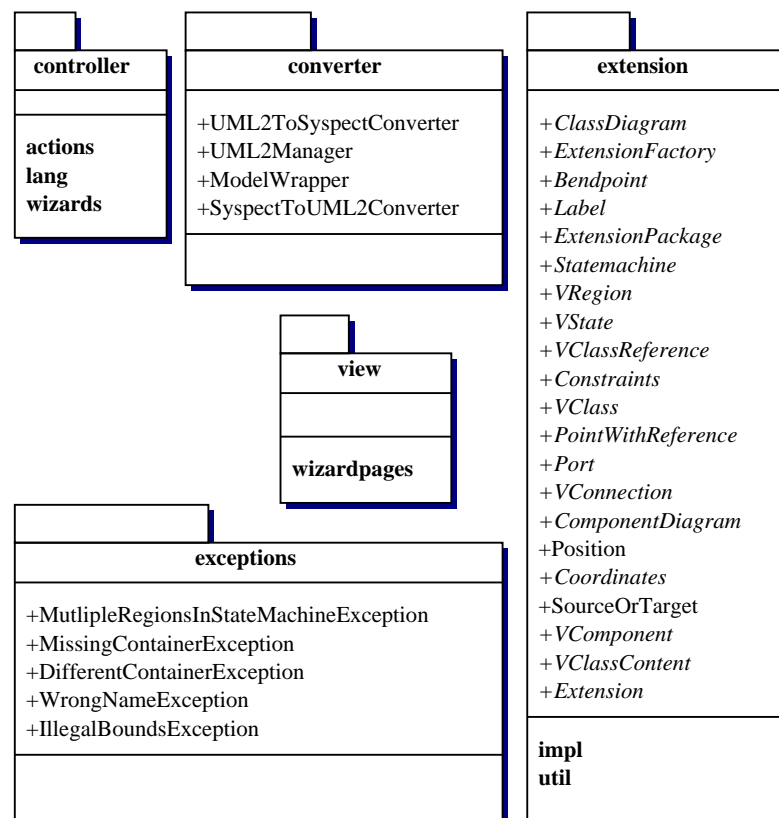 controller
actions
lang
wizards
converter
+UML2ToSyspectConverter
+UML2Manager
+ModelWrapper
+SyspectToUML2Converter
extension
+ClassDiagram
+ExtensionFactory
+Bendpoint
+Label
+ExtensionPackage
+Statemachine
+VRegion
+VState
+VClassReference
+Constraints
+VClass
+PointWithReference
+Port
+VConnection
+ComponentDiagram
+Position
+Coordinates
+SourceOrTarget
+VComponent
+VClassContent
+Extension
impl
util
view
wizardpages
exceptions
+MutlipleRegionsInStateMachineException
+MissingContainerException
+DifferentContainerException
+WrongNameException
+IllegalBoundsException